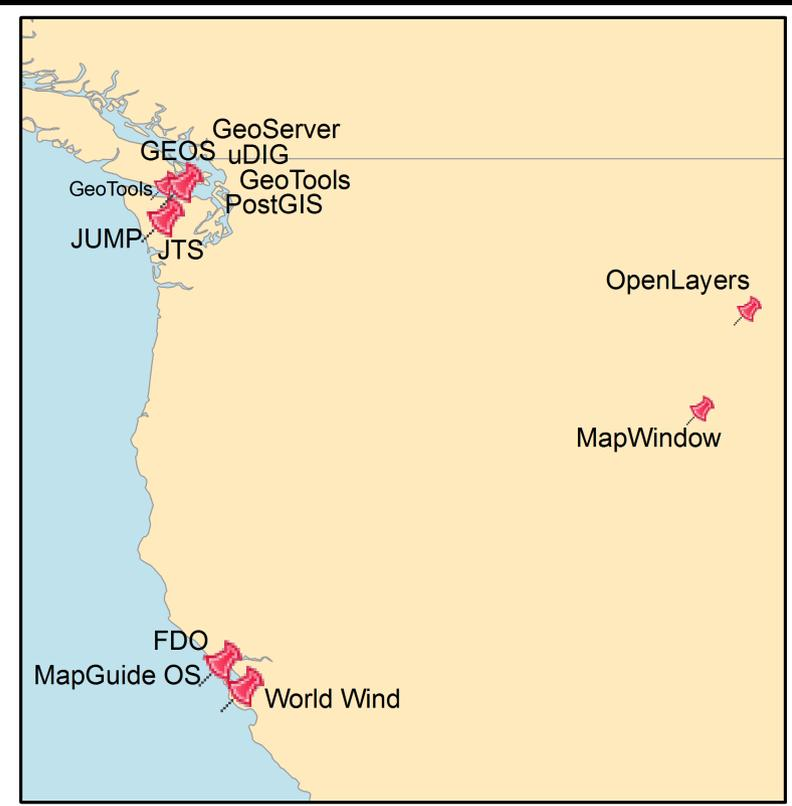 GeoServer
GEOS uDIG
GeoTools
GeoTools
PostGIS
JUMP
JTS
OpenLayers
MapWindow
FDO
MapGuide OS
World Wind